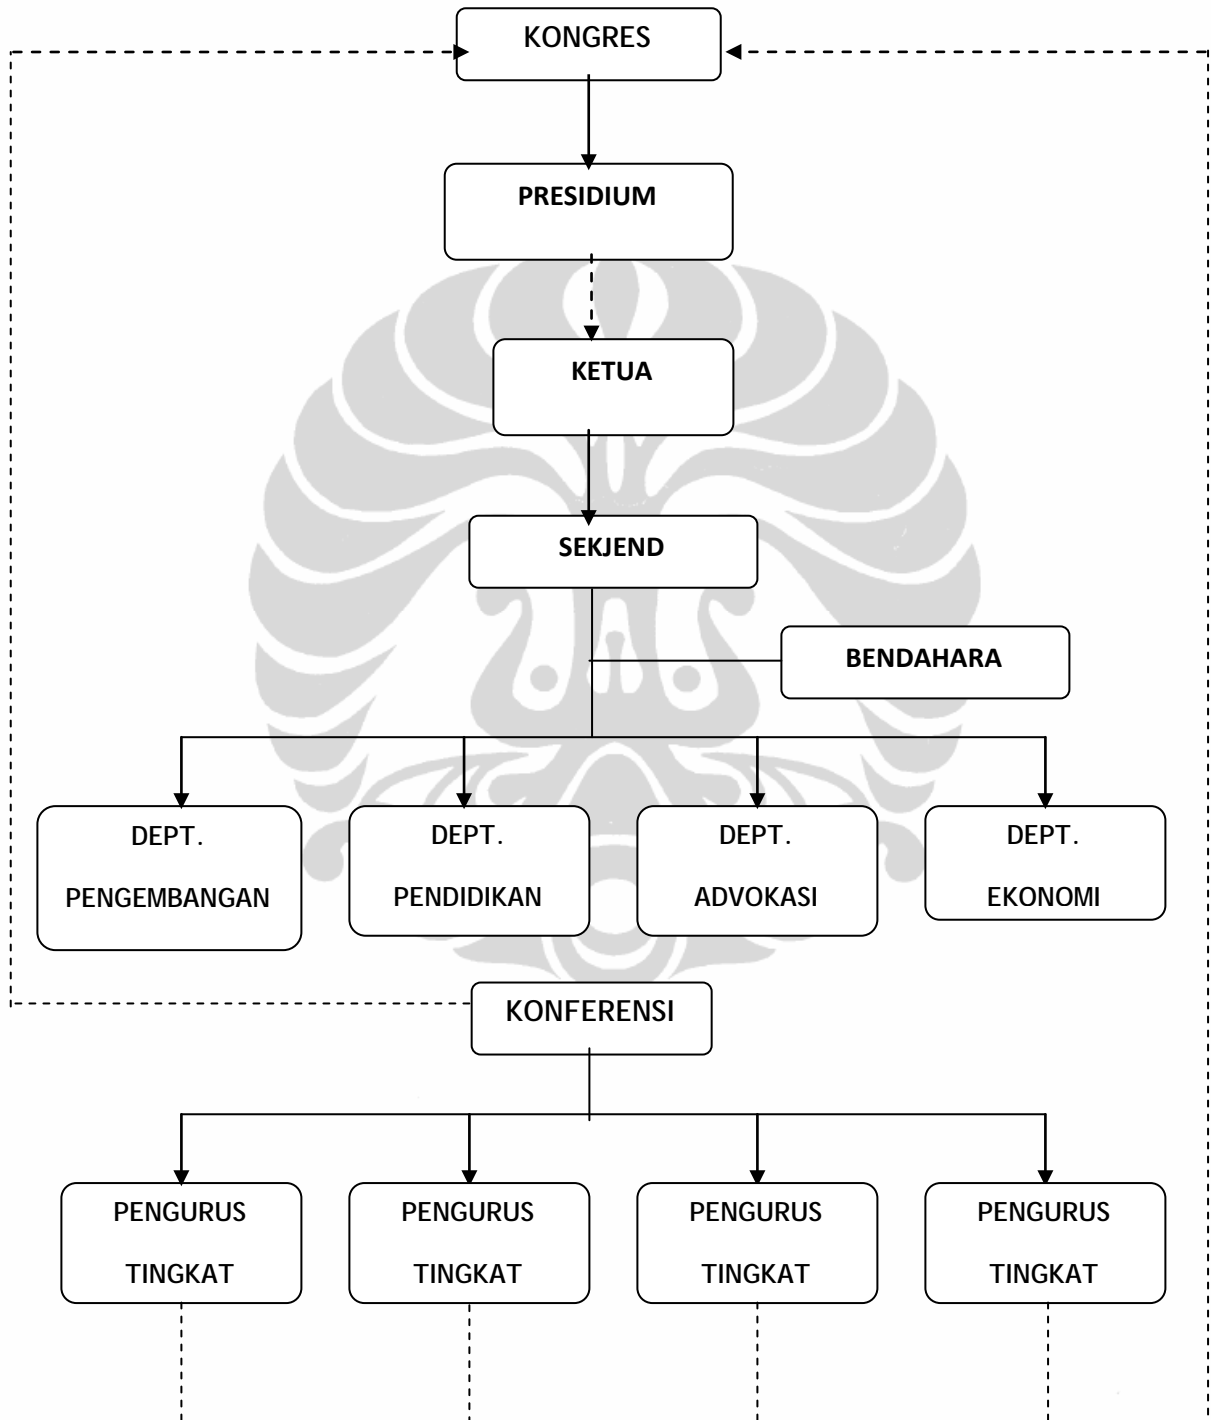 KONGRES
PRESIDIUM
KETUA
SEKJEND
BENDAHARA
DEPT.
PENGEMBANGAN
DEPT.
PENDIDIKAN
DEPT.
ADVOKASI
DEPT.
EKONOMI
KONFERENSI
PENGURUS
TINGKAT
PENGURUS
TINGKAT
PENGURUS
TINGKAT
PENGURUS
TINGKAT